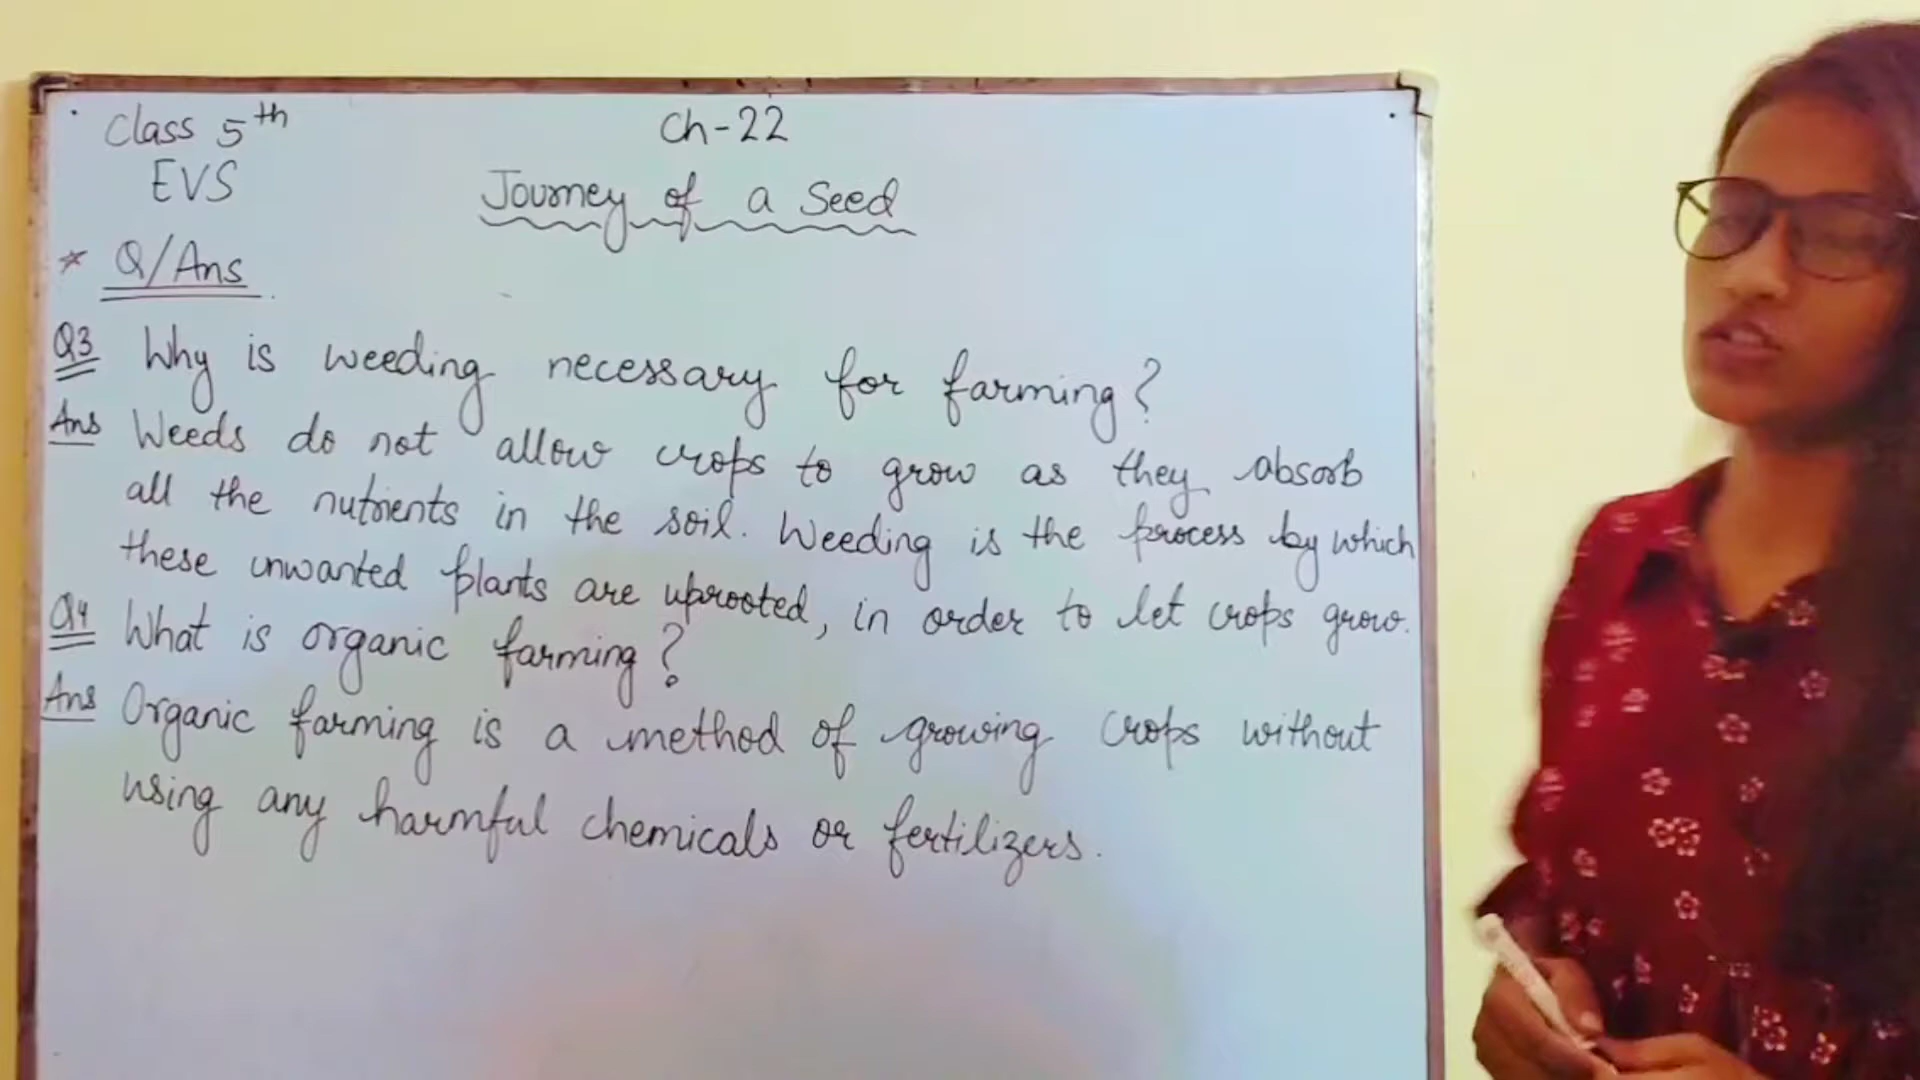 Class 5th
Ch-22
EVS
Journey of a Seed
* Q/Ans
Q3 Why is weeding necessary for farming?
Ans Weeds do not allow crops to grow as they absorb
all the nutrients in the soil. Weeding is the process by which
these unwanted plants are uprooted, in order to let crops grow.
Q4 What is organic farming?
Ans Organic farming is a method of growing crops without
using any harmful chemicals or fertilizers.